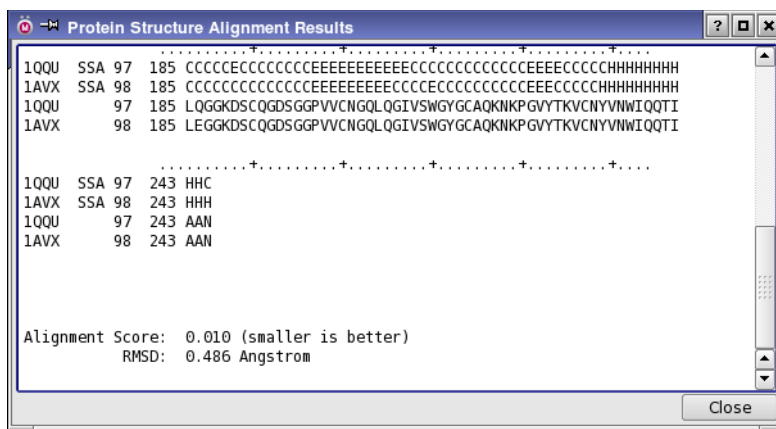 Protein Structure Alignment Results
..........+.........+.........+.........+.........+....
1QQU SSA 97 185 CCCCCECCCCCCCCEEEEEEEEEEECCCCCCCCCCCCCEEEECCCCCHHHHHHHH
1AVX SSA 98 185 CCCCCCCCCCCCCCEEEEEEEEECCCCECCCCCCCCCCEEECCCCCHHHHHHHHH
1QQU 97 185 LQGGKDSCQGDSGGPVVCNGQLQGIVSWGYGCAQKNKPGVYTKVCNYVNWIQQTI
1AVX 98 185 LEGGKDSCQGDSGGPVVCNGQLQGIVSWGYGCAQKNKPGVYTKVCNYVNWIQQTI
..........+.........+.........+.........+.........+....
1QQU SSA 97 243 HHC
1AVX SSA 98 243 HHH
1QQU 97 243 AAN
1AVX 98 243 AAN
Alignment Score: 0.010 (smaller is better)
RMSD: 0.486 Angstrom
Close